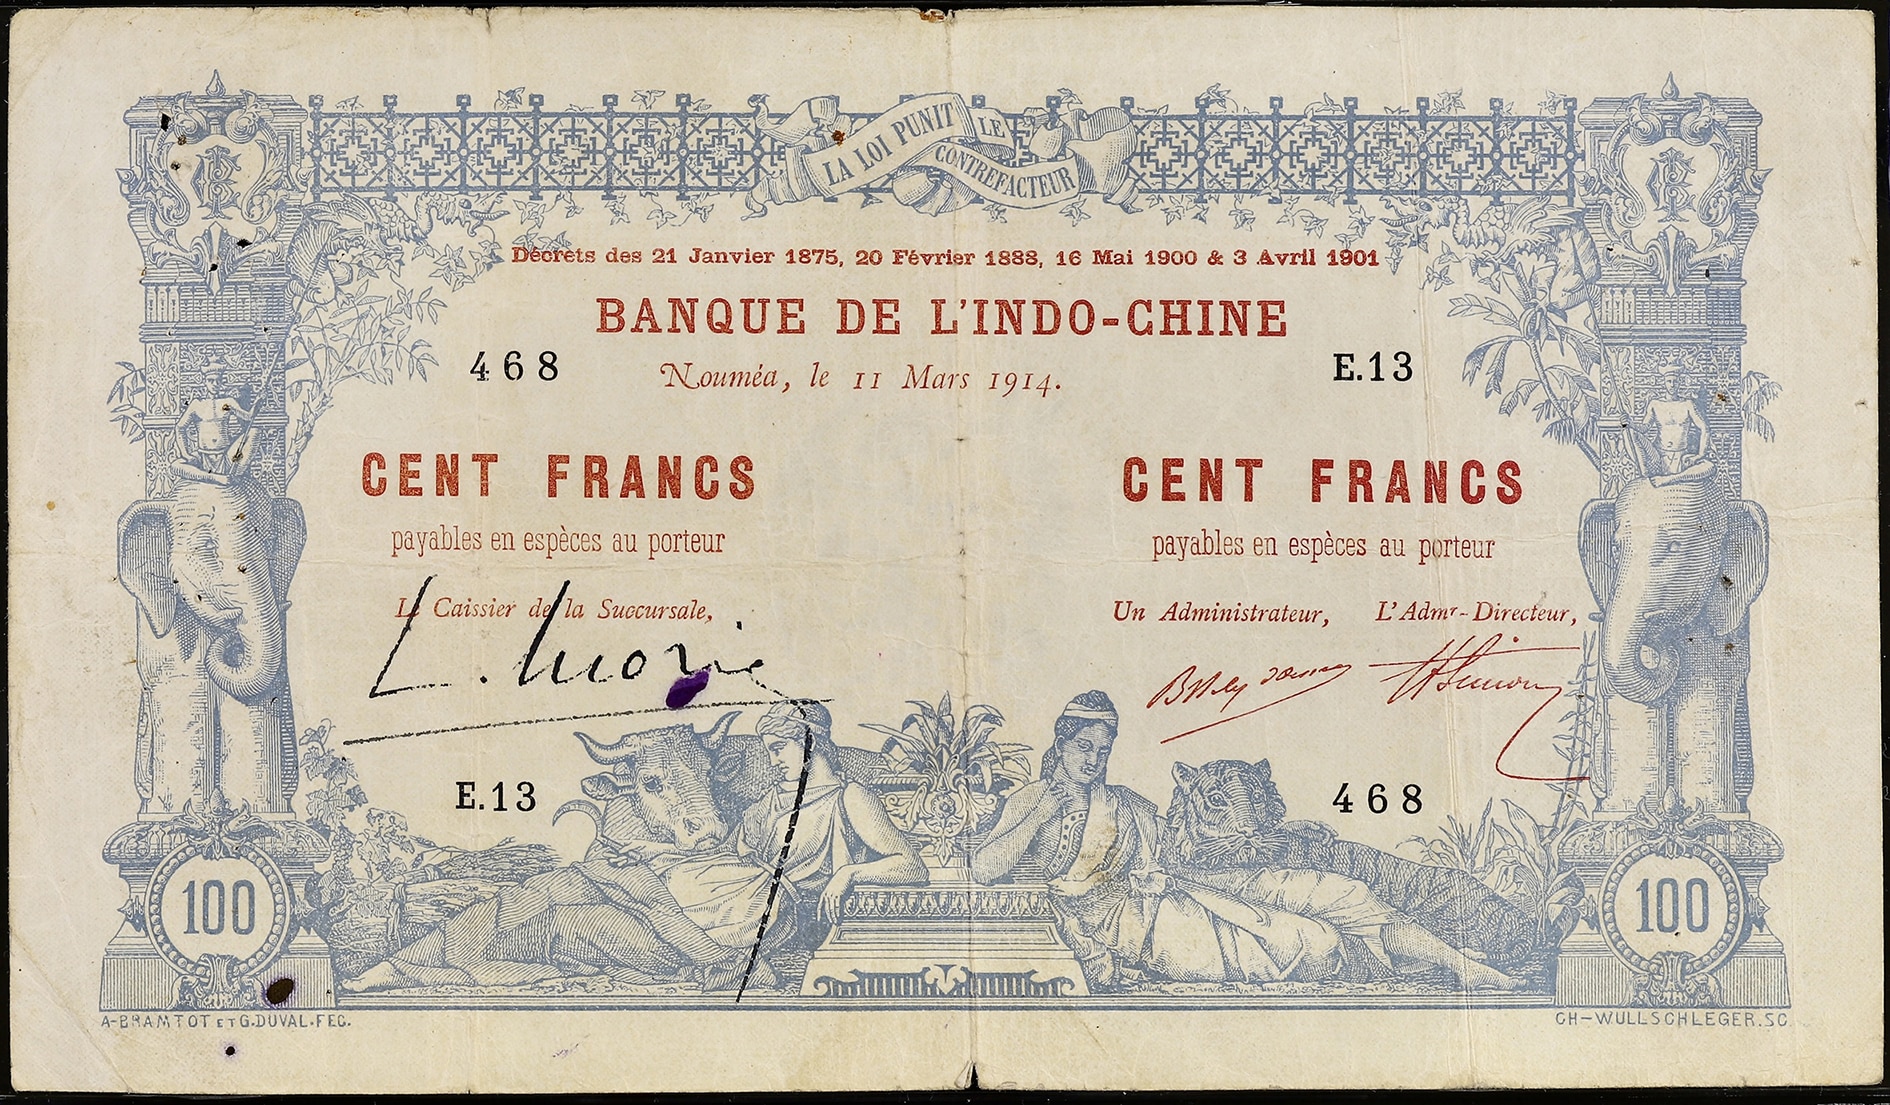 LA LOI PUNIT LE CONTREFACTEUR
Décrets des 21 Janvier 1875, 20 Février 1888, 16 Mai 1900 & 3 Avril 1901
BANQUE DE L'INDO-CHINE
468 E.13
Nouméa, le 11 Mars 1914.
CENT FRANCS CENT FRANCS
payables en espèces au porteur payables en espèces au porteur
Le Caissier de la Succursale, Un Administrateur, L'Admr-Directeur,
E.13 468
100 100
A-BRAMTOT ET G.DUVAL.FEC. CH-WULLSCHLEGER.SC